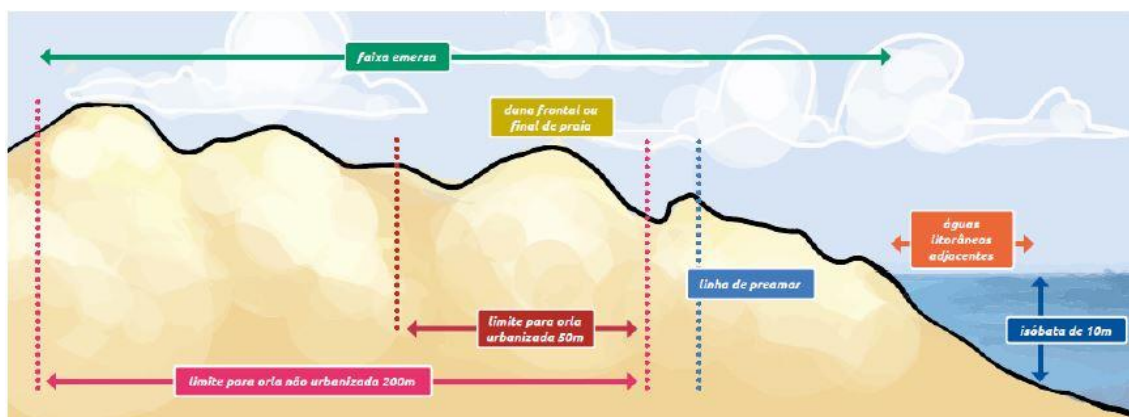 faixa emersa
duna frontal ou
final de praia
águas
litorâneas
adjacentes
linha de preamar
limite para orla
urbanizada 50m
isóbata de 10m
limite para orla não urbanizada 200m